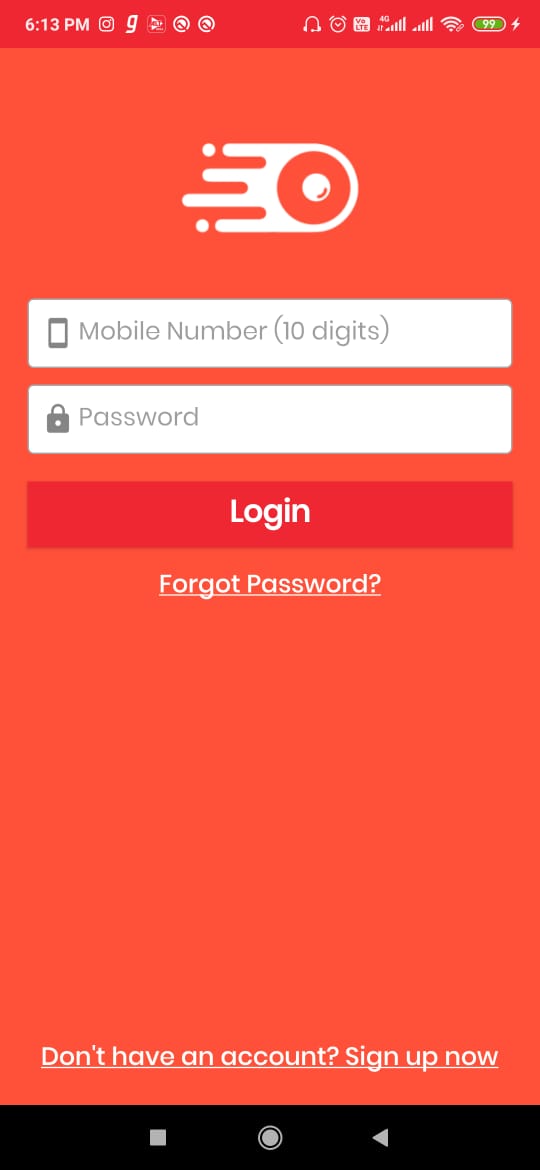 6:13 PM g Vo LTE 4G 99
Mobile Number (10 digits)
Password
Login
Forgot Password?
Don't have an account? Sign up now